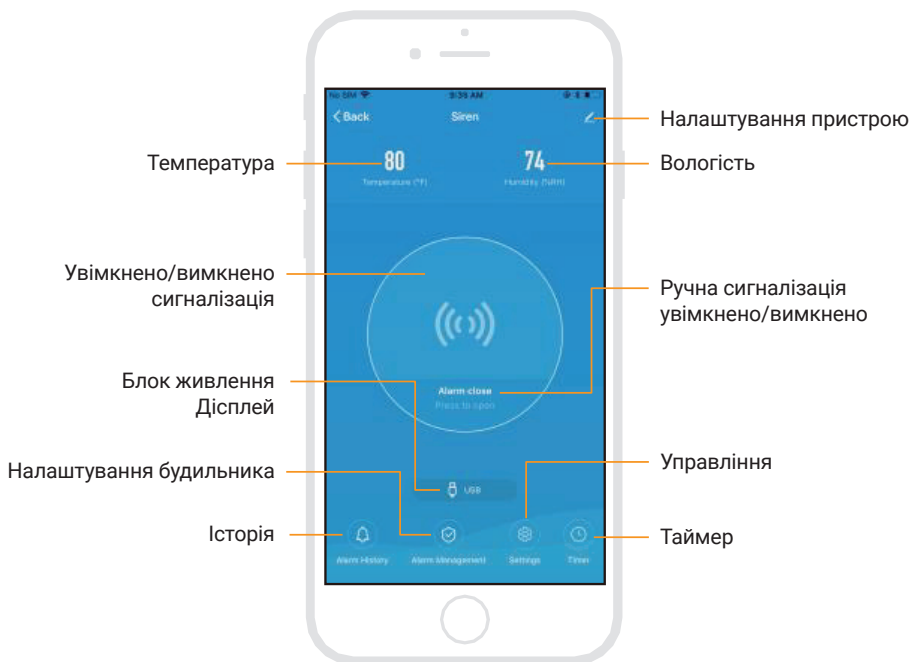 No SIM 9:39 AM
Back Siren
Налаштування пристрою
Температура
80
74
Вологість
Temperature (°F)
Humidity (%RH)
Увімкнено/вимкнено
сигналізація
Ручна сигналізація
увімкнено/вимкнено
Блок живлення
Дісплей
Alarm close
Press to open
Налаштування будильника
Управління
USB
Історія
Таймер
Alarm History
Alarm Management
Settings
Timer